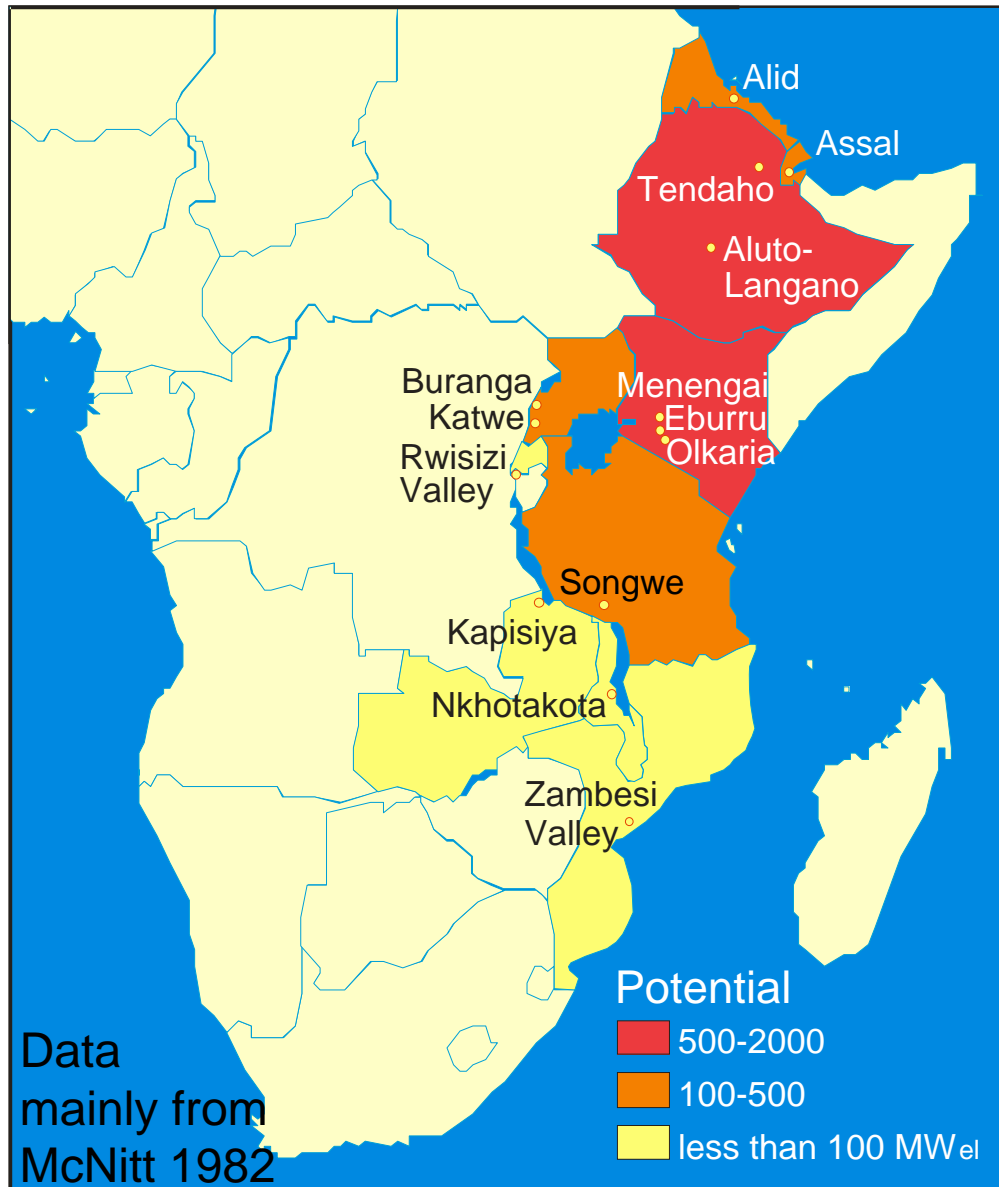 Alid
Assal
Tendaho
Aluto-
Langano
Buranga
Katwe
Rwisizi
Valley
Menengai
Eburru
Olkaria
Songwe
Kapisiya
Nkhotakota
Zambesi
Valley
Potential
500-2000
100-500
less than 100 MWel
Data
mainly from
McNitt 1982